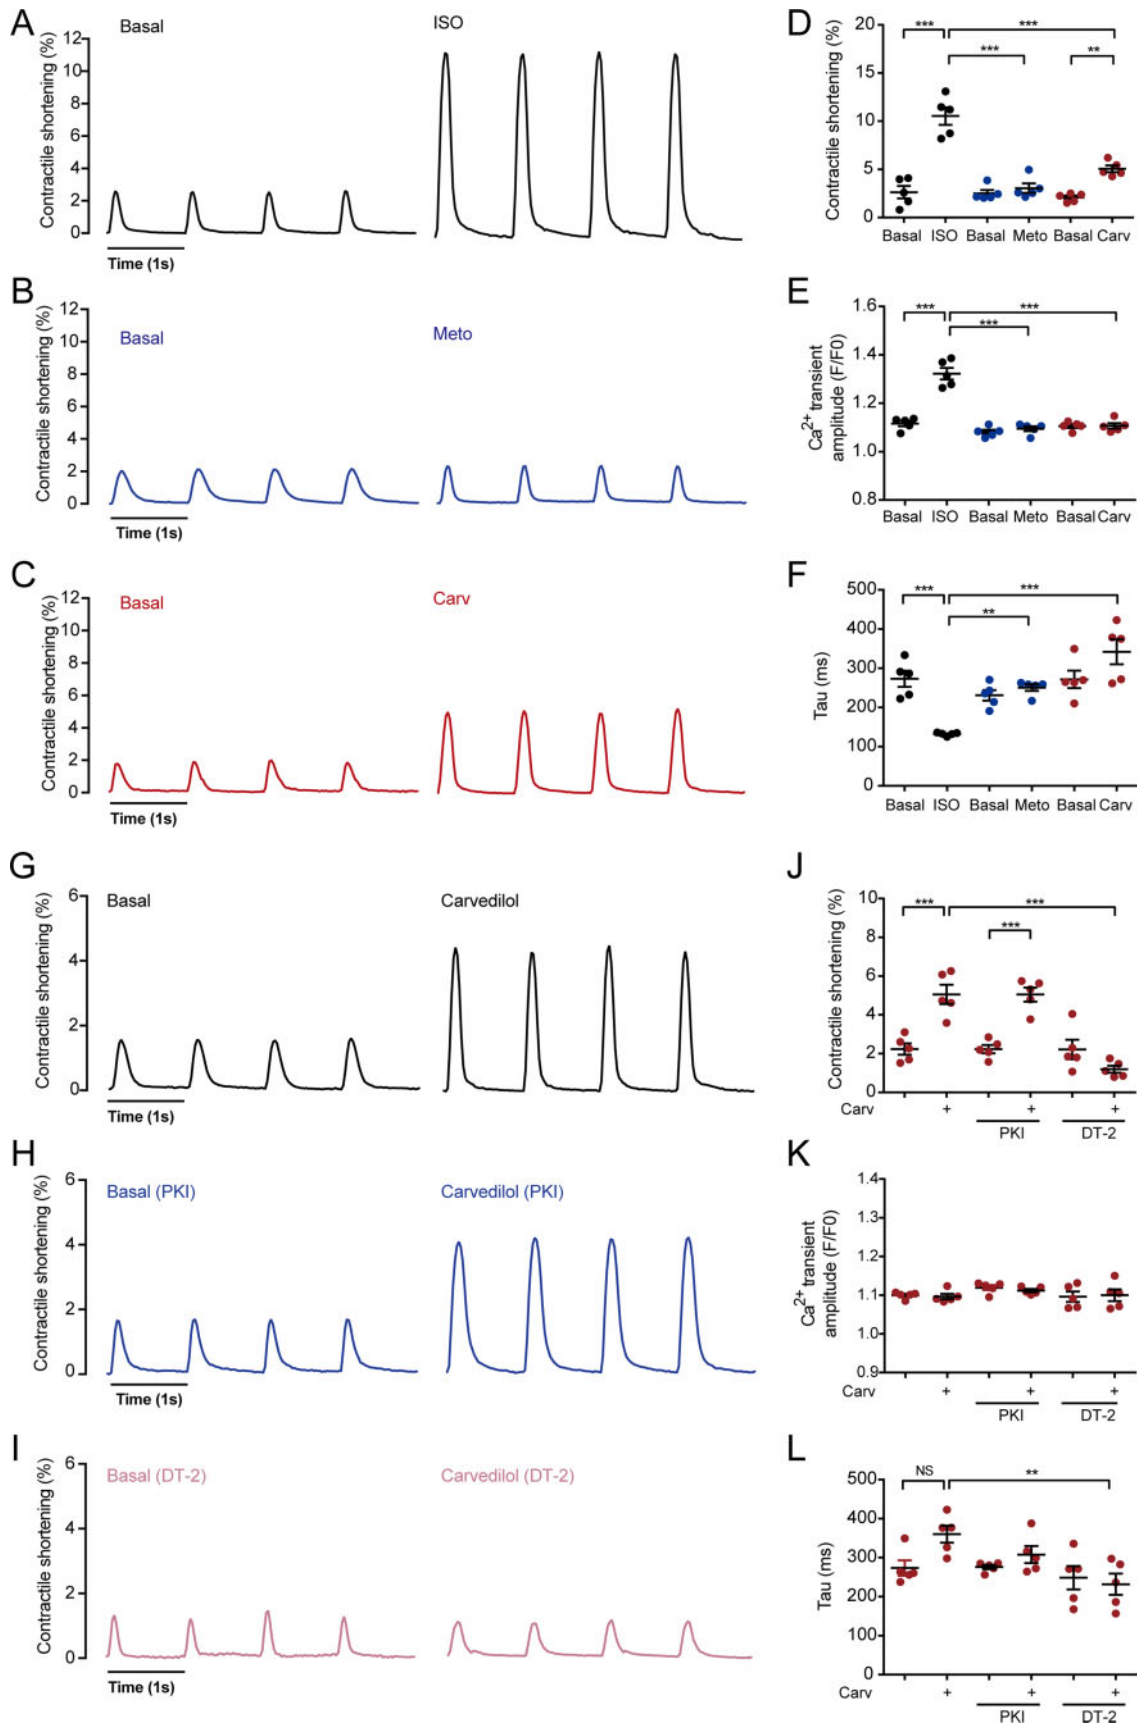 A
Basal
ISO
Contractile shortening (%)
12
10
8
6
4
2
0
Time (1s)
D
Contractile shortening (%)
20
15
10
5
0
***
***
***
**
Basal ISO Basal Meto Basal Carv
B
Basal
Meto
Contractile shortening (%)
12
10
8
6
4
2
0
Time (1s)
E
Ca2+ transient
amplitude (F/F0)
1.6
1.4
1.2
1.0
0.8
***
***
***
Basal ISO Basal Meto Basal Carv
C
Basal
Carv
Contractile shortening (%)
12
10
8
6
4
2
0
Time (1s)
F
Tau (ms)
500
400
300
200
100
0
***
***
**
Basal ISO Basal Meto Basal Carv
G
Basal
Carvedilol
Contractile shortening (%)
6
4
2
0
Time (1s)
J
Contractile shortening (%)
10
8
6
4
2
0
***
***
***
Carv + + +
PKI DT-2
H
Basal (PKI)
Carvedilol (PKI)
Contractile shortening (%)
6
4
2
0
Time (1s)
K
Ca2+ transient
amplitude (F/F0)
1.4
1.3
1.2
1.1
1.0
0.9
Carv + + +
PKI DT-2
I
Basal (DT-2)
Carvedilol (DT-2)
Contractile shortening (%)
6
4
2
0
Time (1s)
L
Tau (ms)
500
400
300
200
100
0
NS
**
Carv + + +
PKI DT-2